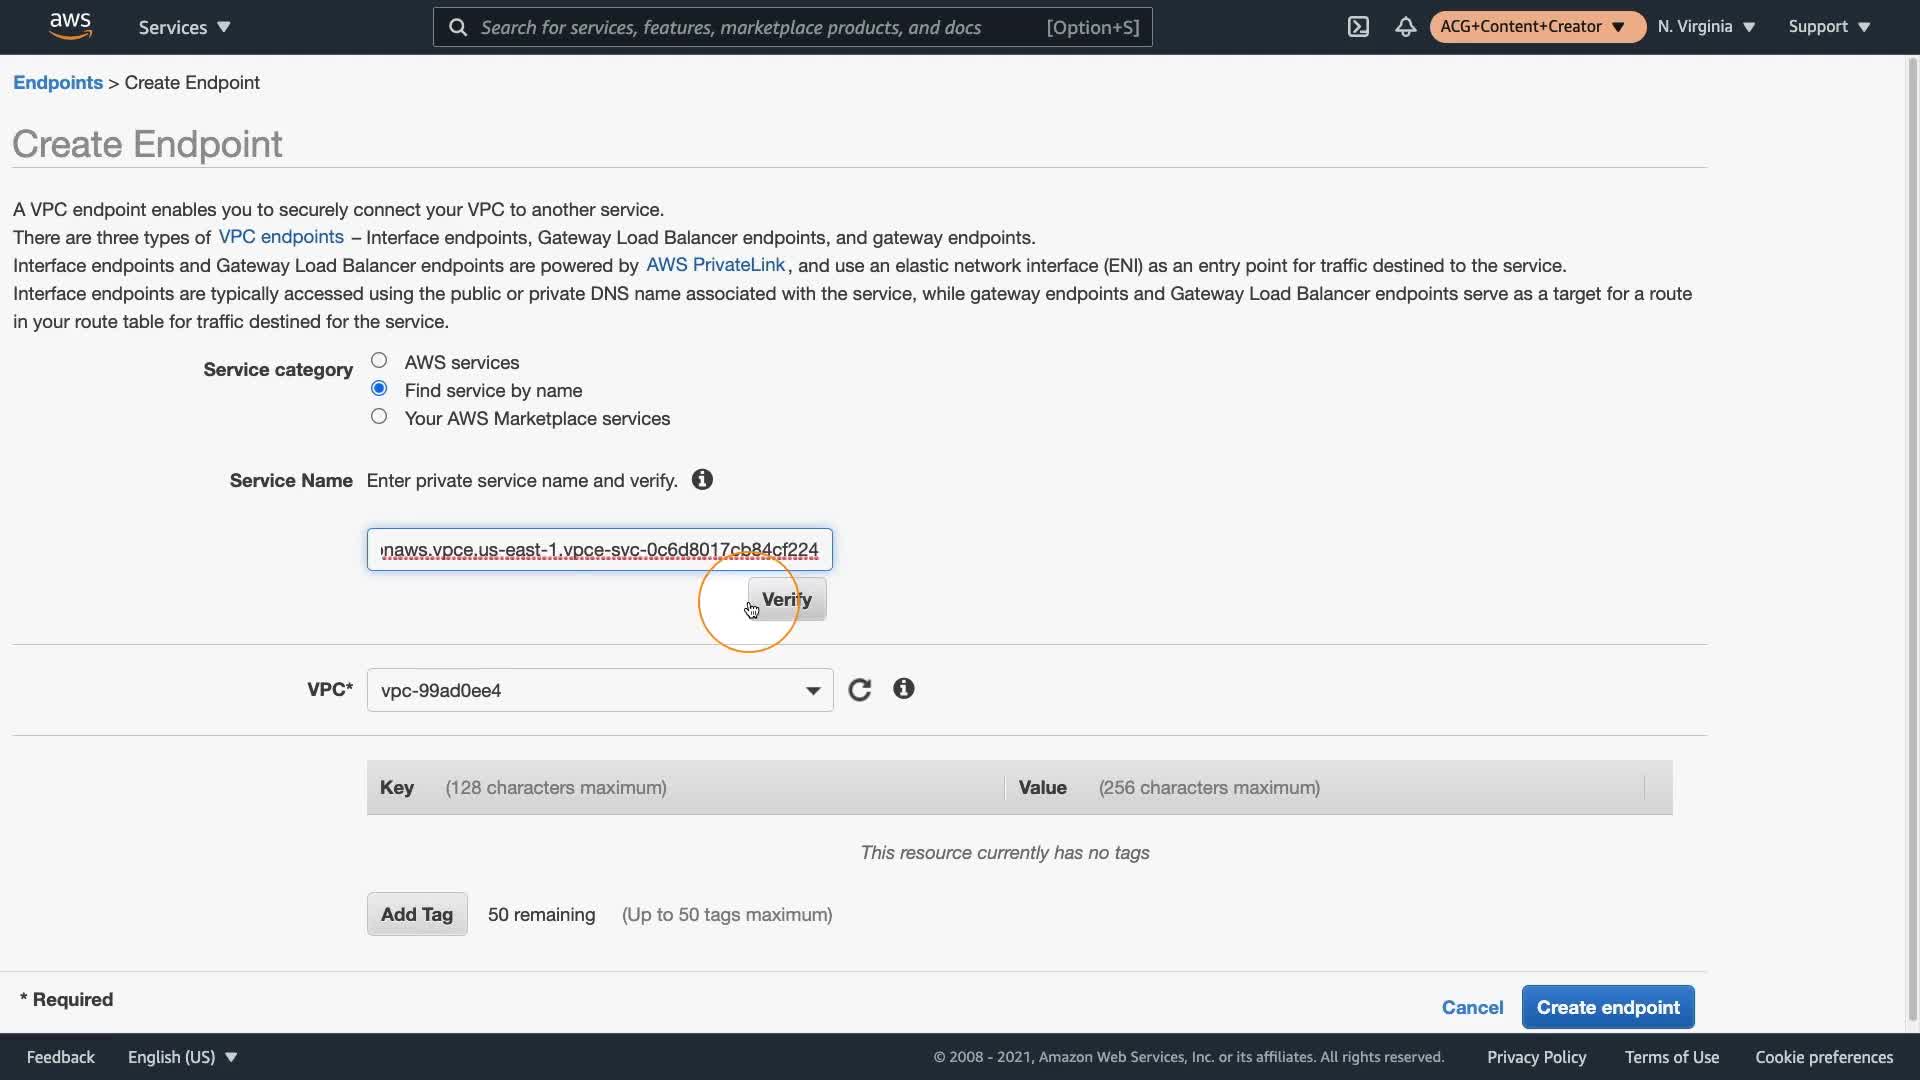 aws
Services
Search for services, features, marketplace products, and docs
[Option+S]
ACG+Content+Creator
N. Virginia
Support
Endpoints > Create Endpoint
Create Endpoint
A VPC endpoint enables you to securely connect your VPC to another service.
There are three types of VPC endpoints – Interface endpoints, Gateway Load Balancer endpoints, and gateway endpoints.
Interface endpoints and Gateway Load Balancer endpoints are powered by AWS PrivateLink, and use an elastic network interface (ENI) as an entry point for traffic destined to the service.
Interface endpoints are typically accessed using the public or private DNS name associated with the service, while gateway endpoints and Gateway Load Balancer endpoints serve as a target for a route
in your route table for traffic destined for the service.
Service category
AWS services
Find service by name
Your AWS Marketplace services
Service Name Enter private service name and verify.
naws.vpce.us-east-1.vpce-svc-0c6d8017cb84cf224
Verify
VPC* vpc-99ad0ee4
Key (128 characters maximum) Value (256 characters maximum)
This resource currently has no tags
Add Tag 50 remaining (Up to 50 tags maximum)
* Required
Cancel Create endpoint
Feedback English (US) © 2008 - 2021, Amazon Web Services, Inc. or its affiliates. All rights reserved. Privacy Policy Terms of Use Cookie preferences